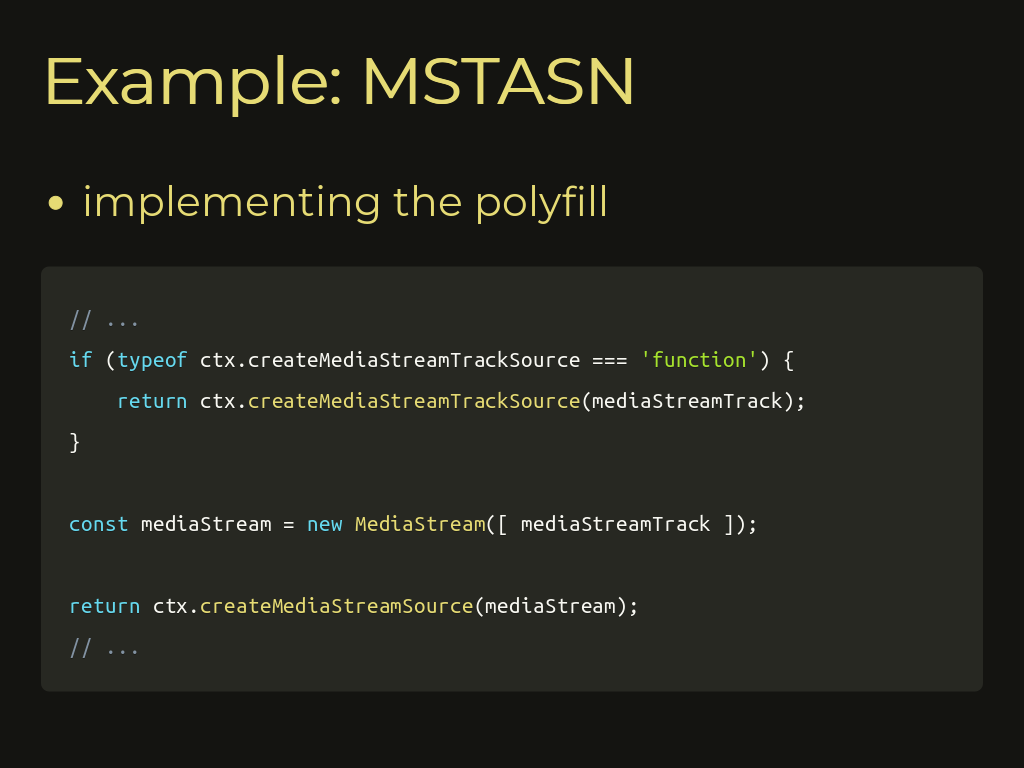 Example: MSTASN
• implementing the polyfill
// ...
if (typeof ctx.createMediaStreamTrackSource === 'function') {
    return ctx.createMediaStreamTrackSource(mediaStreamTrack);
}
const mediaStream = new MediaStream([ mediaStreamTrack ]);
return ctx.createMediaStreamSource(mediaStream);
// ...